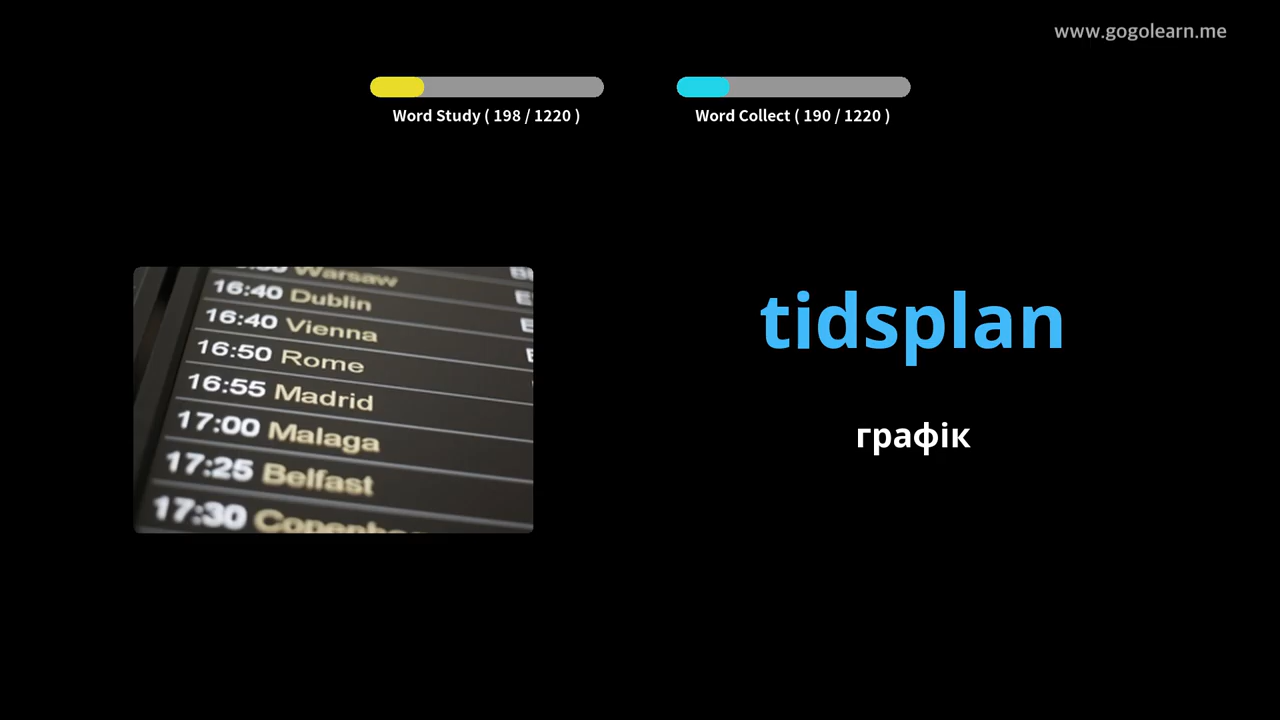 www.gogolearn.me
Word Study ( 198 / 1220 )
Word Collect ( 190 / 1220 )
Warsaw
16:40 Dublin
16:40 Vienna
16:50 Rome
16:55 Madrid
17:00 Malaga
17:25 Belfast
17:30
tidsplan
графік